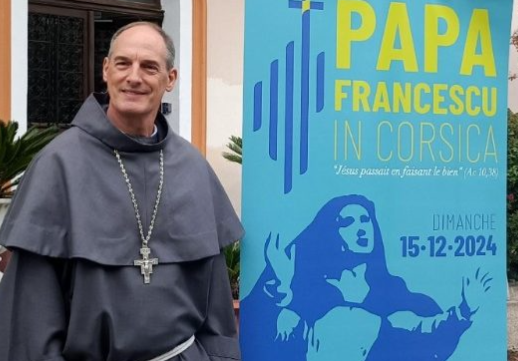 PAPA
FRANCESCU
IN CORSICA
"Jésus passait en faisant le bien" (Ac 10,38)
DIMANCHE
15·12·2024